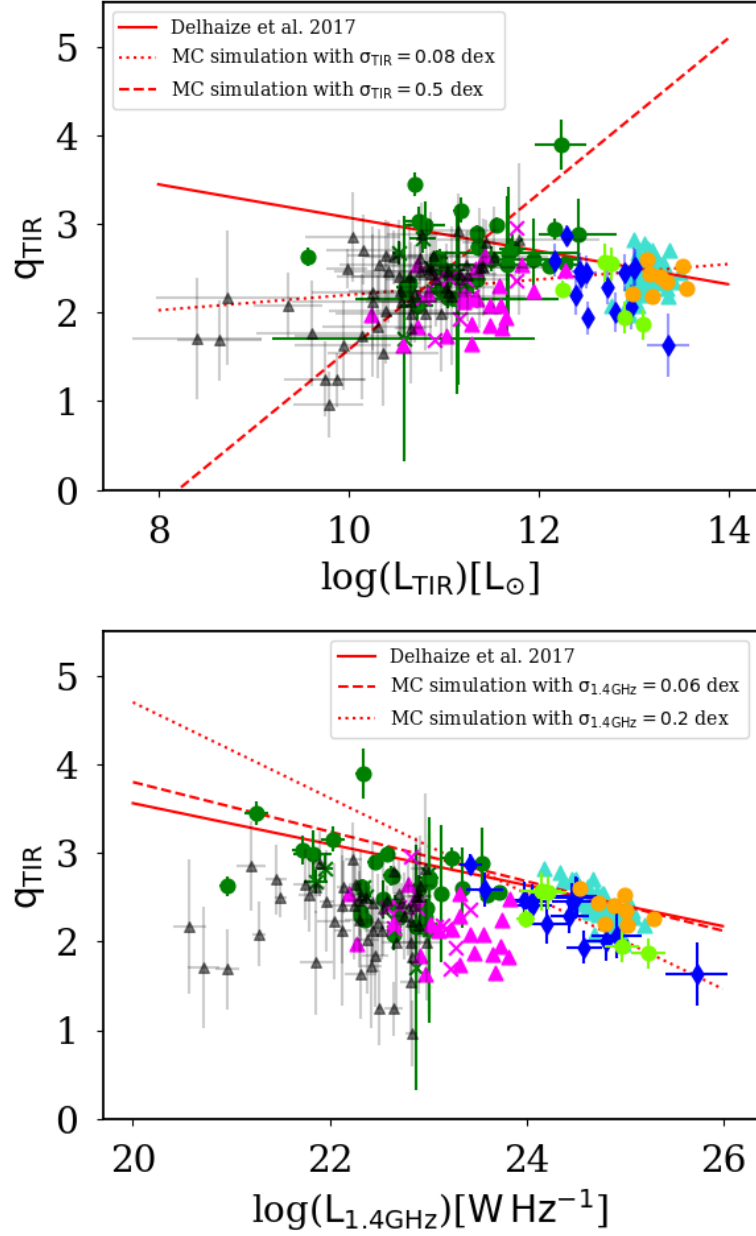 Delhaize et al. 2017
MC simulation with σTIR = 0.08 dex
MC simulation with σTIR = 0.5 dex
5
4
3
2
1
0
qTIR
8 10 12 14
log(LTIR)[L⊙]
Delhaize et al. 2017
MC simulation with σ1.4GHz = 0.06 dex
MC simulation with σ1.4GHz = 0.2 dex
5
4
3
2
1
0
qTIR
20 22 24 26
log(L1.4GHz)[W Hz−1]